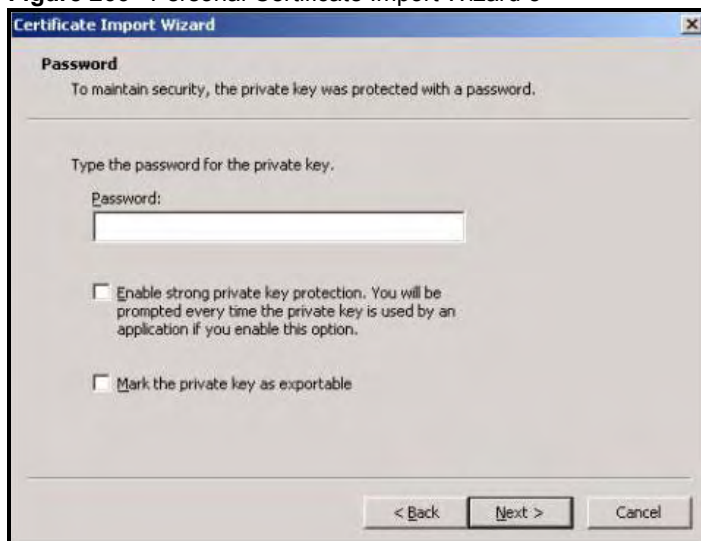 Certificate Import Wizard
Password
To maintain security, the private key was protected with a password.
Type the password for the private key.
Password:
Enable strong private key protection. You will
prompted every time the private key is used by an
application if you enable this option.
Mark the private key as exportable
< Back
Next >
Cancel